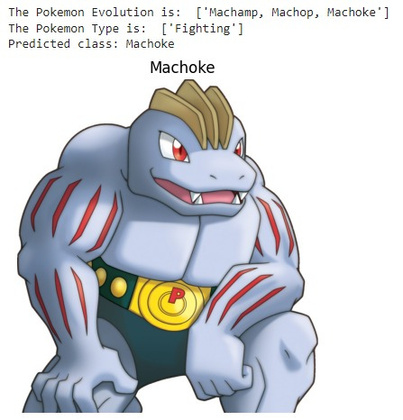 The Pokemon Evolution is:  ['Machamp, Machop, Machoke']
The Pokemon Type is:  ['Fighting']
Predicted class: Machoke
Machoke
P